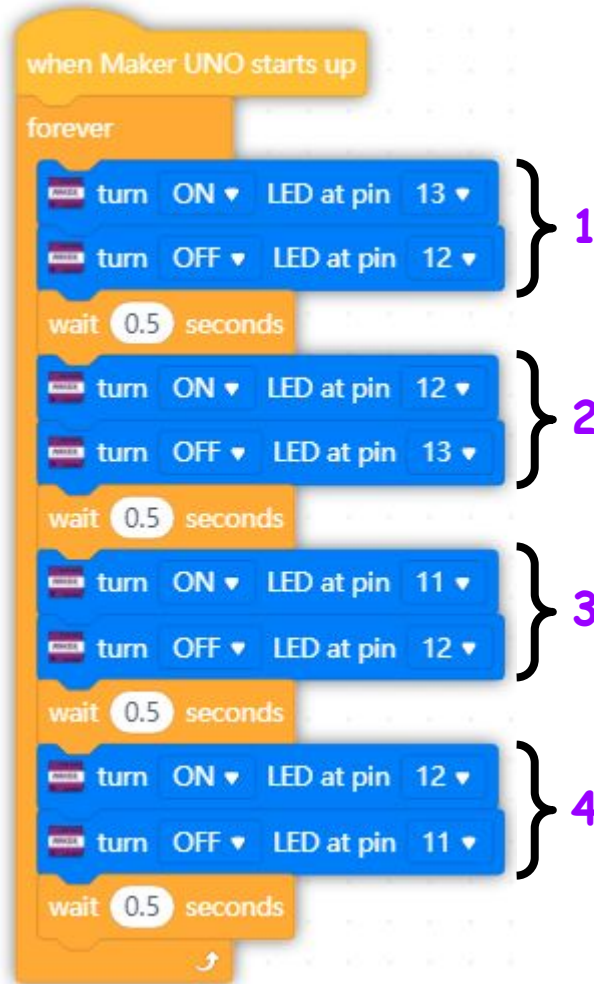 when Maker UNO starts up
forever
turn ON LED at pin 13
1
turn OFF LED at pin 12
wait 0.5 seconds
turn ON LED at pin 12
2
turn OFF LED at pin 13
wait 0.5 seconds
turn ON LED at pin 11
3
turn OFF LED at pin 12
wait 0.5 seconds
turn ON LED at pin 12
4
turn OFF LED at pin 11
wait 0.5 seconds